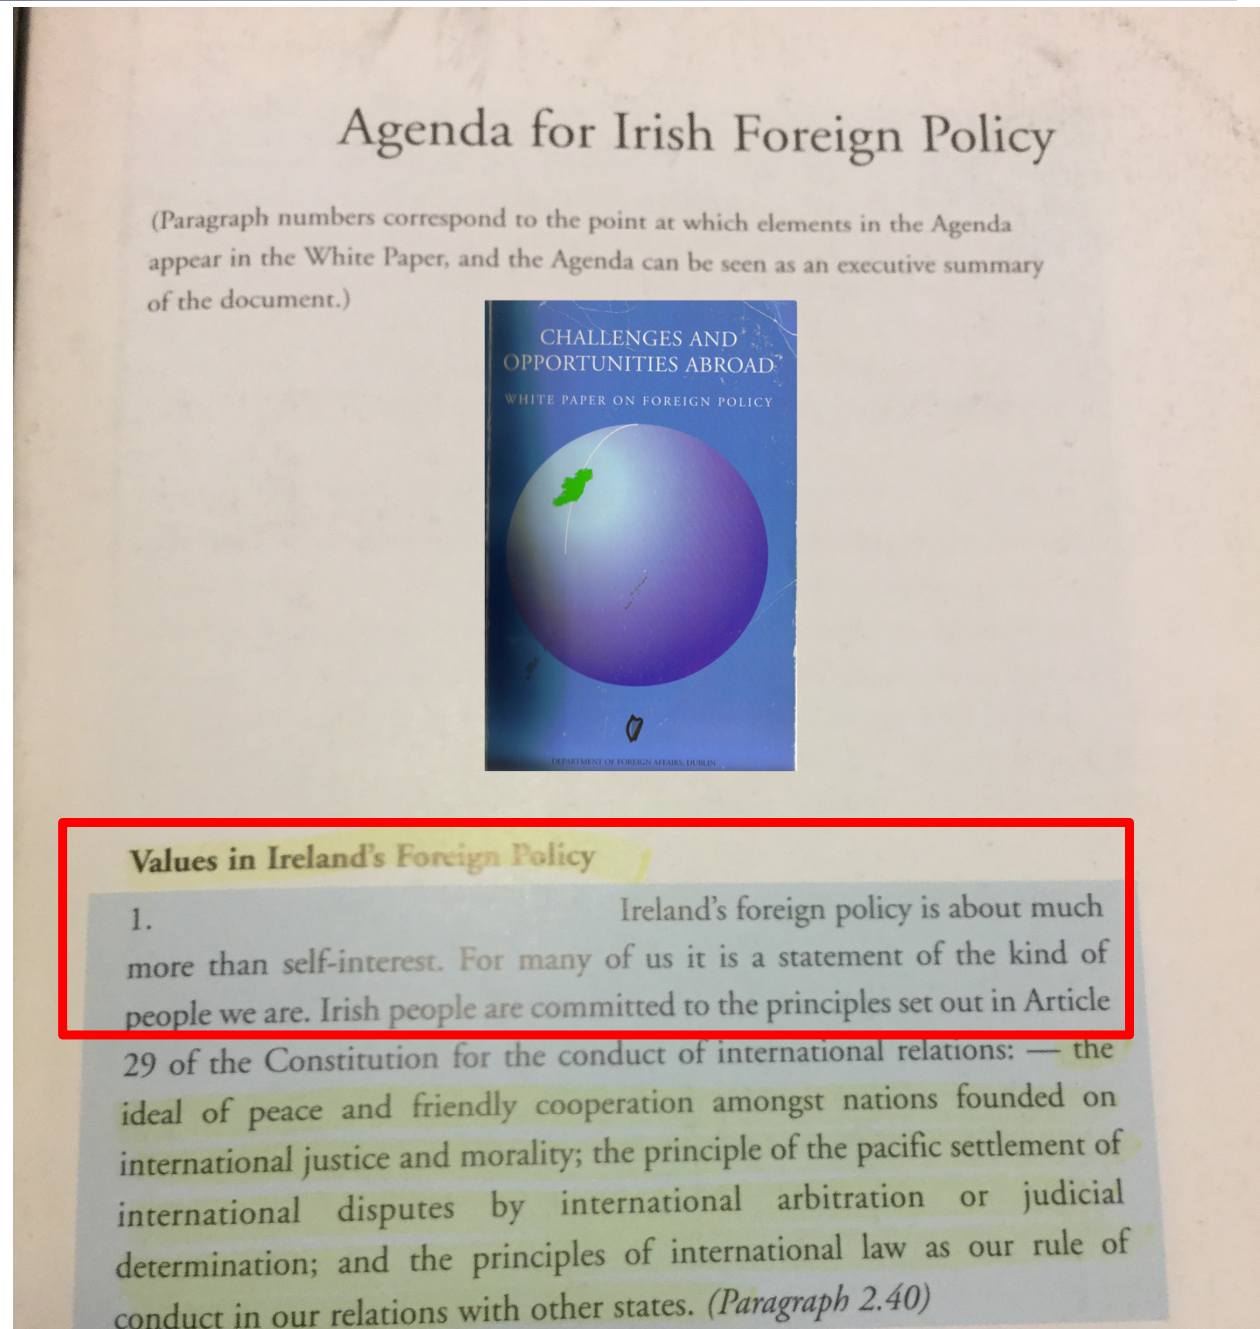 Agenda for Irish Foreign Policy
(Paragraph numbers correspond to the point at which elements in the Agenda
appear in the White Paper, and the Agenda can be seen as an executive summary
of the document.)
CHALLENGES AND
OPPORTUNITIES ABROAD
WHITE PAPER ON FOREIGN POLICY
DEPARTMENT OF FOREIGN AFFAIRS, DUBLIN
Values in Ireland's Foreign Policy
1. Ireland's foreign policy is about much
more than self-interest. For many of us it is a statement of the kind of
people we are. Irish people are committed to the principles set out in Article
29 of the Constitution for the conduct of international relations: — the
ideal of peace and friendly cooperation amongst nations founded on
international justice and morality; the principle of the pacific settlement of
international disputes by international arbitration or judicial
determination; and the principles of international law as our rule of
conduct in our relations with other states. (Paragraph 2.40)